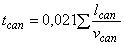 t_can = 0,021∑ l_can / v_can